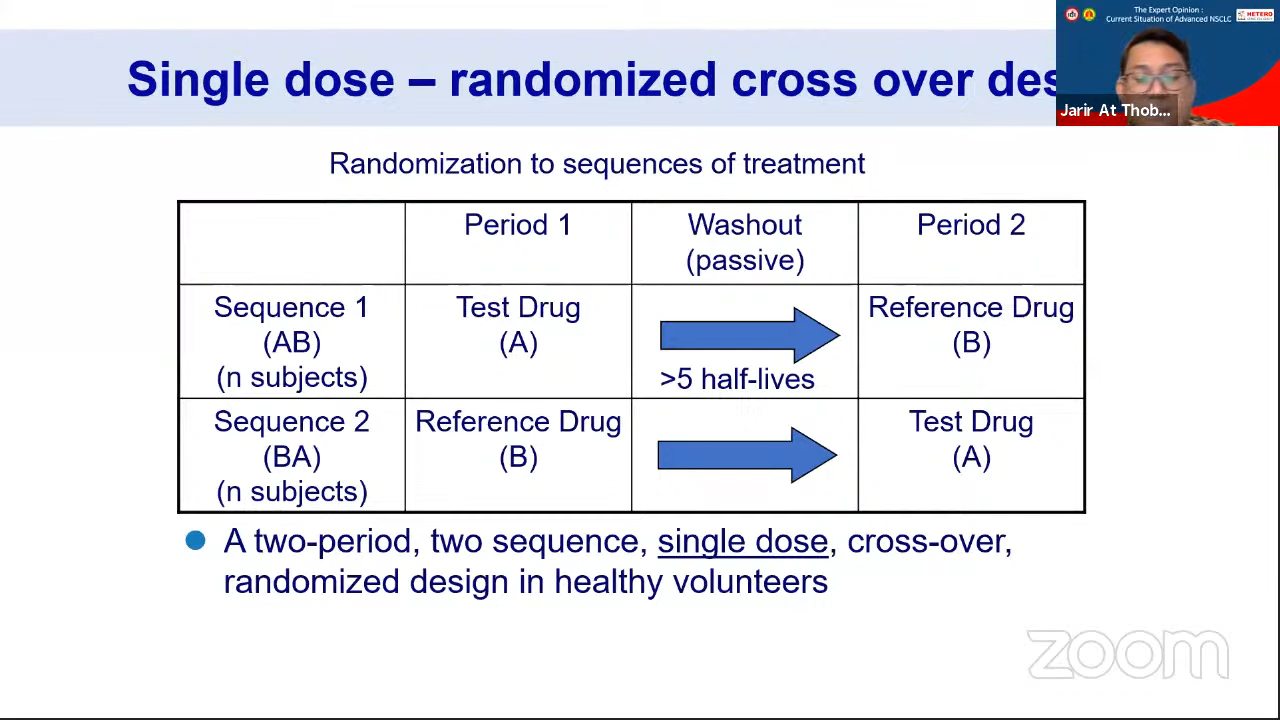 The Expert Opinion :
Current Situation of Advanced NSCLC
HETERO
Jarir At Thob...
Single dose – randomized cross over des
Randomization to sequences of treatment
Period 1
Washout
(passive)
Period 2
Sequence 1
(AB)
(n subjects)
Test Drug
(A)
>5 half-lives
Reference Drug
(B)
Sequence 2
(BA)
(n subjects)
Reference Drug
(B)
Test Drug
(A)
A two-period, two sequence, single dose, cross-over,
randomized design in healthy volunteers
zoom